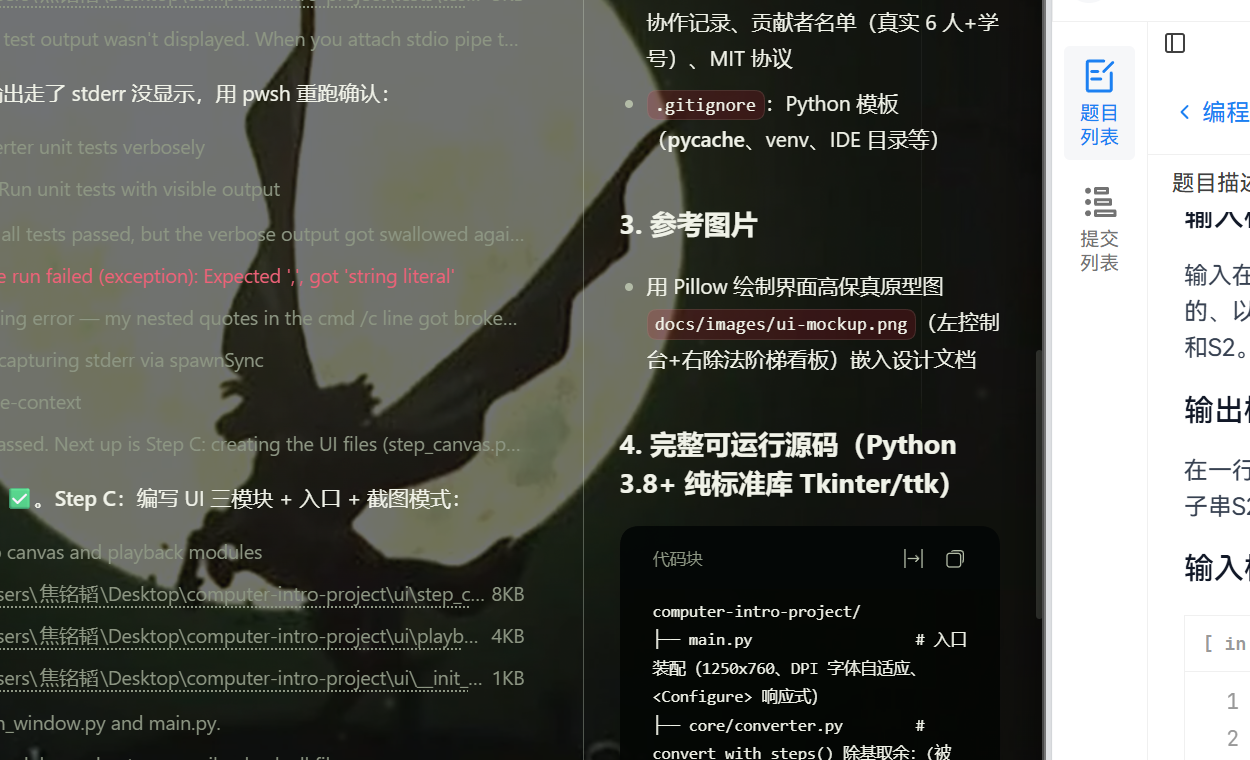 test output wasn't displayed. When you attach stdio pipe t...
出走了 stderr 没显示，用 pwsh 重跑确认：
erter unit tests verbosely
Run unit tests with visible output
all tests passed, but the verbose output got swallowed agai...
e run failed (exception): Expected ',', got 'string literal'
ing error — my nested quotes in the cmd /c line got broke...
capturing stderr via spawnSync
e-context
assed. Next up is Step C: creating the UI files (step_canvas.p...
✅。Step C：编写 UI 三模块 + 入口 + 截图模式：
canvas and playback modules
sers\焦铭韬\Desktop\computer-intro-project\ui\step_c... 8KB
sers\焦铭韬\Desktop\computer-intro-project\ui\playb... 4KB
sers\焦铭韬\Desktop\computer-intro-project\ui\__init_... 1KB
n_window.py and main.py.
协作记录、贡献者名单（真实 6 人+学
号）、MIT 协议
.gitignore：Python 模板
（pycache、venv、IDE 目录等）
3. 参考图片
用 Pillow 绘制界面高保真原型图
docs/images/ui-mockup.png（左控制
台+右除法阶梯看板）嵌入设计文档
4. 完整可运行源码（Python
3.8+ 纯标准库 Tkinter/ttk）
代码块
computer-intro-project/
├── main.py # 入口
装配（1250x760、DPI 字体自适应、
<Configure> 响应式）
├── core/converter.py #
convert_with_steps() 除基取余：（被
题目
列表
提交
列表
编程
题目描述
输入在
的、以
和S2。
输出
在一行
子串S2
输入
[ in
1
2